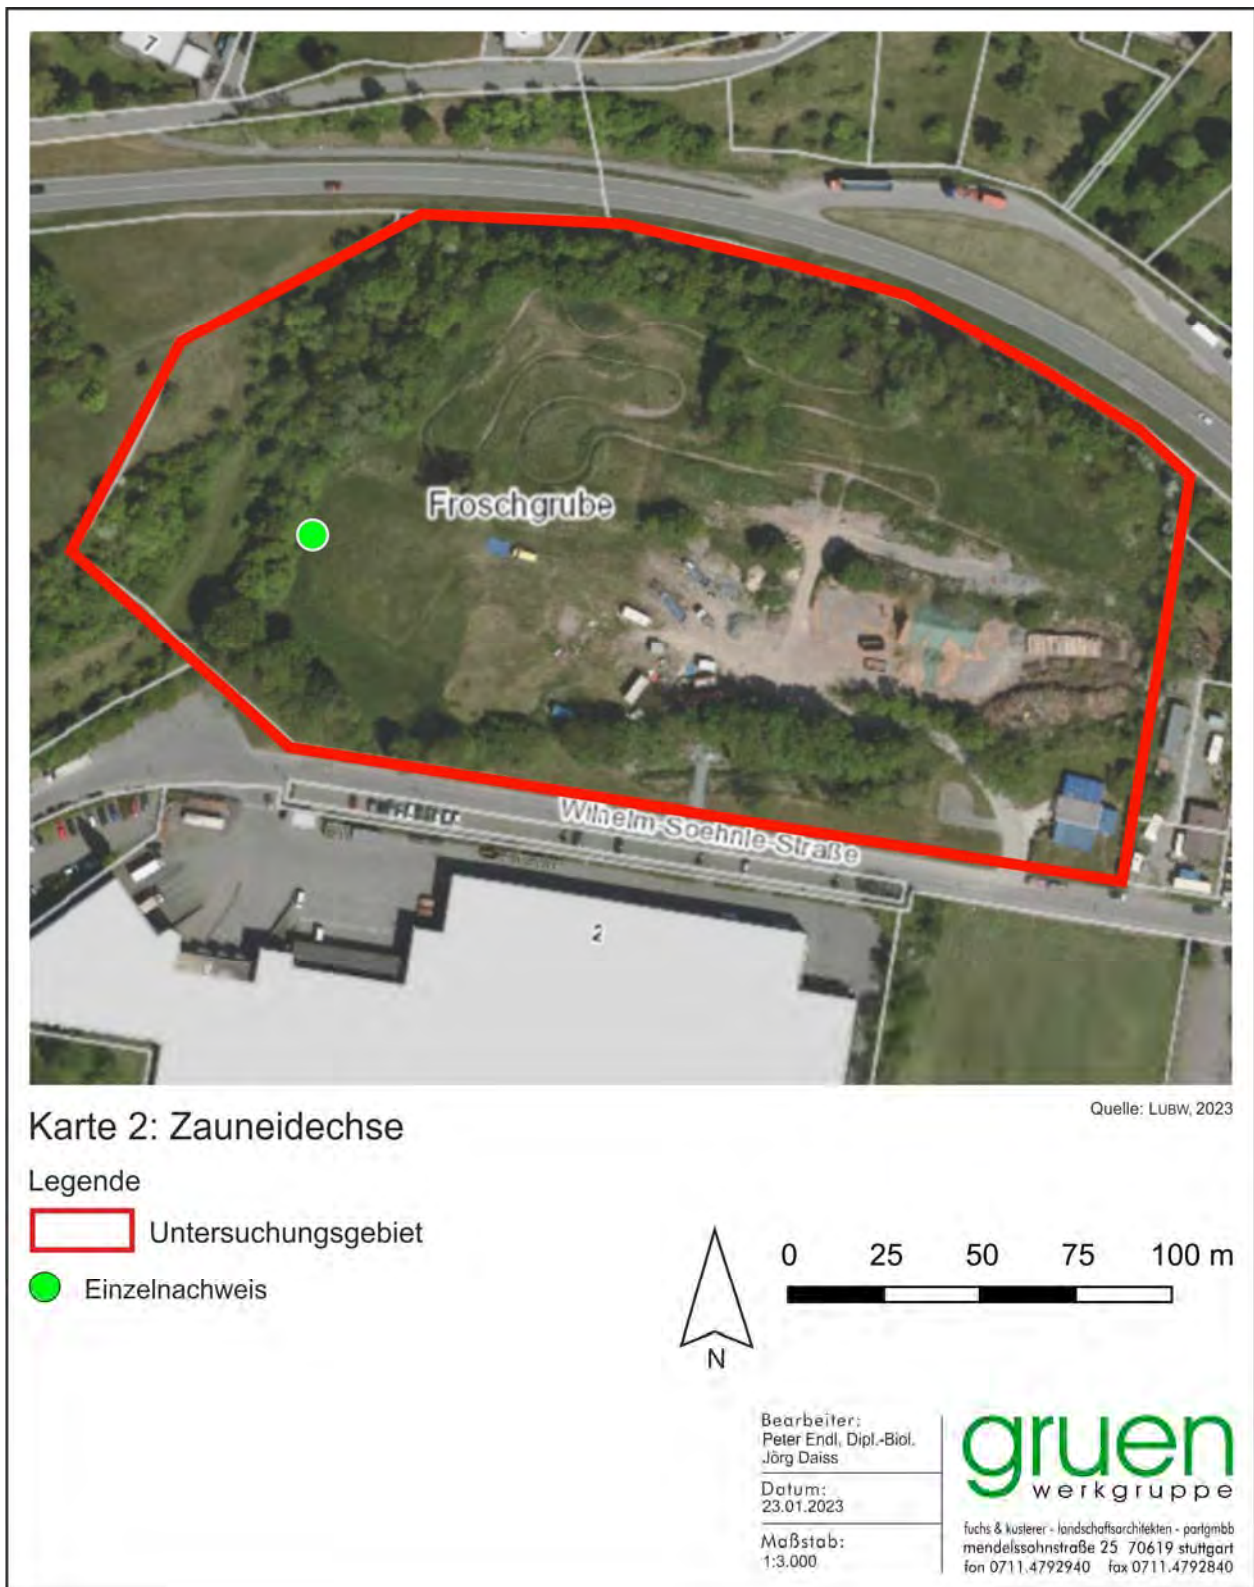 7
Froschgrube
Wilhelm-Soehnle-Straße
2
Quelle: LUBW, 2023
Karte 2: Zauneidechse
Legende
Untersuchungsgebiet
Einzelnachweis
0 25 50 75 100 m
N
Bearbeiter:
Peter Endl, Dipl.-Biol.
Jörg Daiss
Datum:
23.01.2023
Maßstab:
1:3.000
gruen
werkgruppe
fuchs & kusterer - landschaftsarchitekten - partgmbb
mendelssohnstraße 25 70619 stuttgart
fon 0711.4792940 fax 0711.4792840